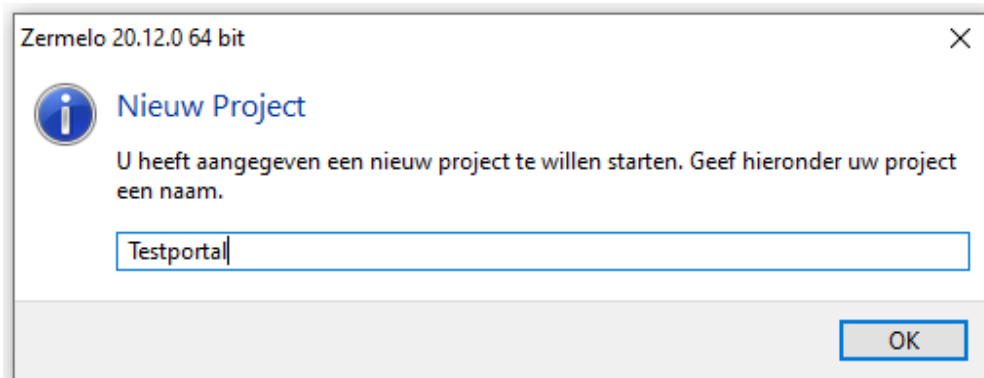 Zermelo 20.12.0 64 bit
Nieuw Project
U heeft aangegeven een nieuw project te willen starten. Geef hieronder uw project
een naam.
Testportal
OK